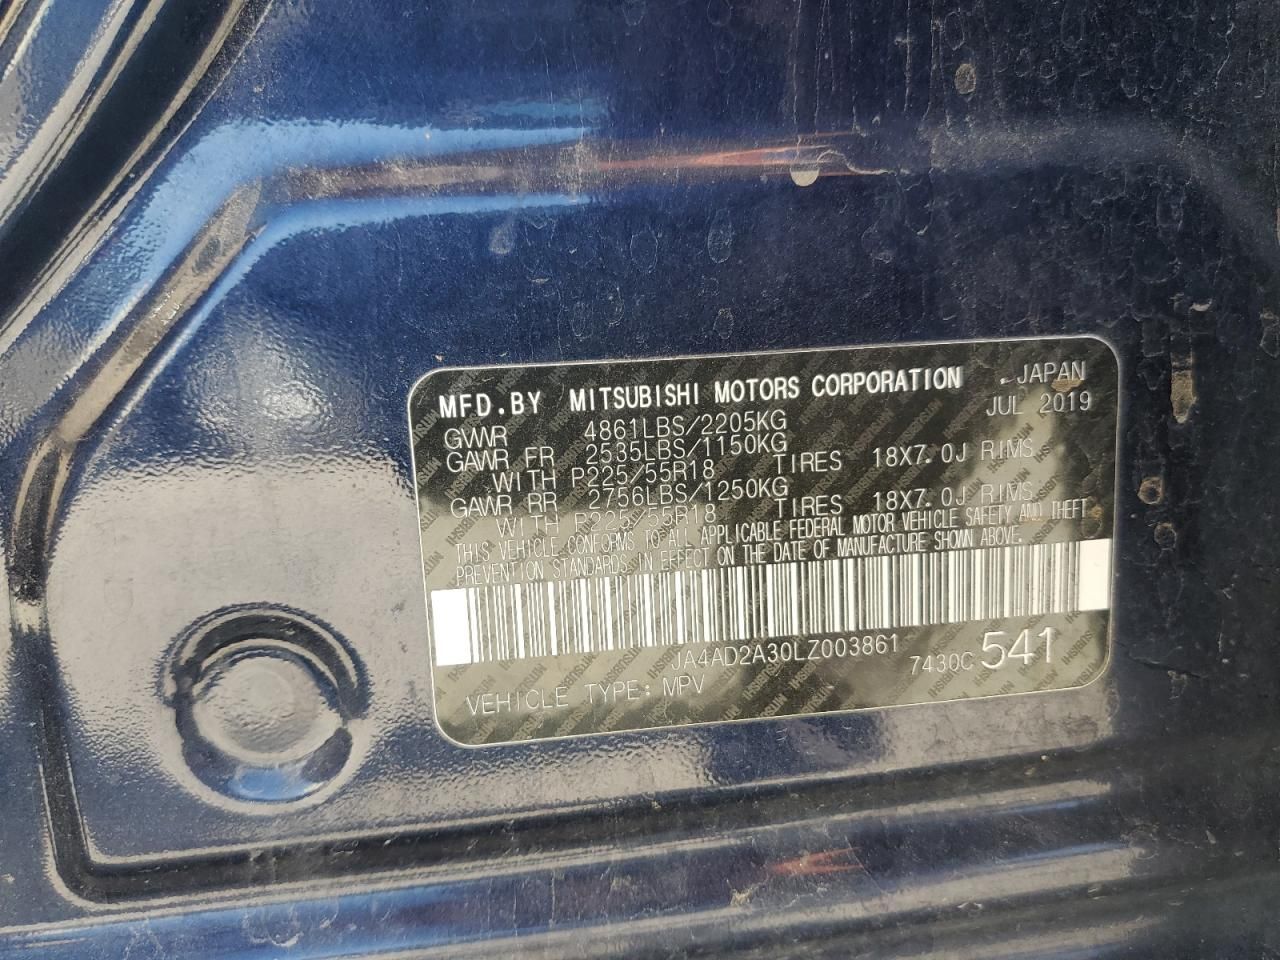 MFD.BY MITSUBISHI MOTORS CORPORATION JAPAN
JUL 2019
GVWR 4861LBS/2205KG
GAWR FR 2535LBS/1150KG
WITH P225/55R18 TIRES 18X7.0J RIMS
GAWR RR 2756LBS/1250KG
WITH P225/55R18 TIRES 18X7.0J RIMS
THIS VEHICLE CONFORMS TO ALL APPLICABLE FEDERAL MOTOR VEHICLE SAFETY AND THEFT
PREVENTION STANDARDS IN EFFECT ON THE DATE OF MANUFACTURE SHOWN ABOVE.
JA4AD2A30LZ003861 7430C 541
VEHICLE TYPE: MPV